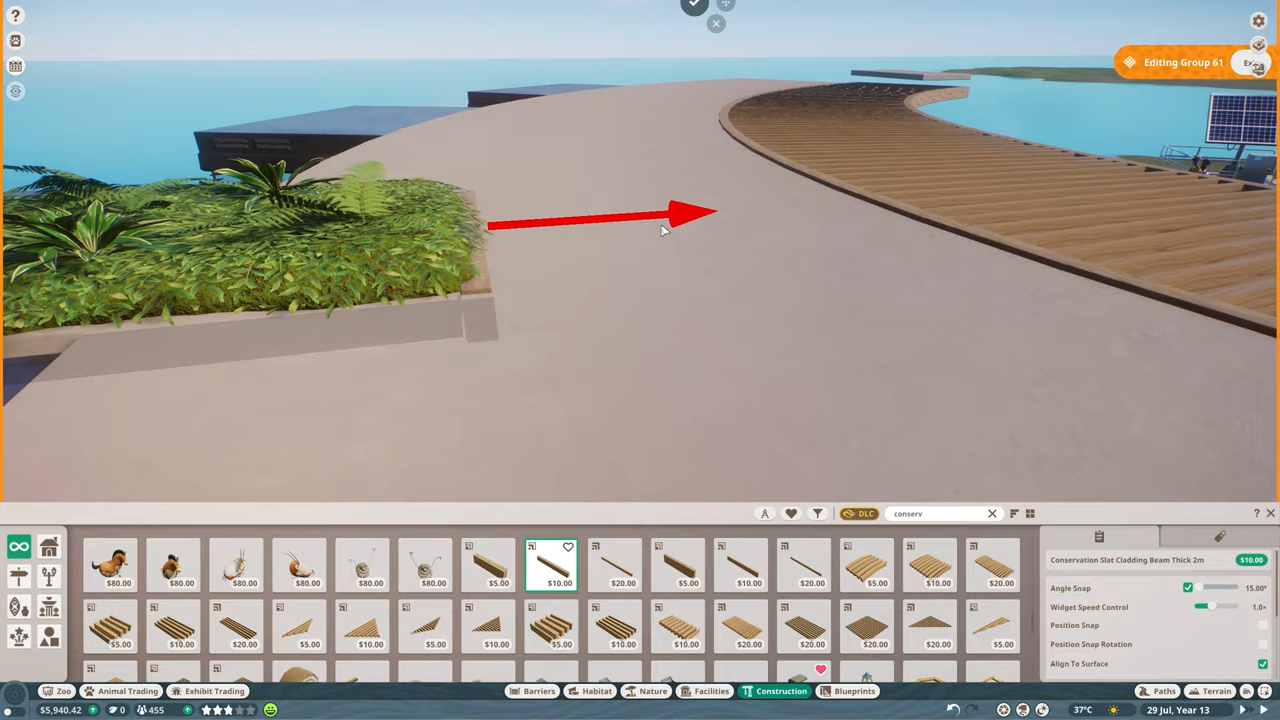 ?
Editing Group 61
DLC
conserv
?
$80.00 $80.00 $80.00 $80.00 $80.00 $80.00 $5.00 $10.00 $20.00 $5.00 $10.00 $20.00 $5.00 $10.00 $20.00
$5.00 $10.00 $20.00 $5.00 $10.00 $5.00 $10.00 $5.00 $10.00 $10.00 $20.00 $20.00 $20.00 $20.00 $5.00
Conservation Slat Cladding Beam Thick 2m $10.00
Angle Snap 15.00°
Widget Speed Control 1.0×
Position Snap
Position Snap Rotation
Align To Surface
Zoo Animal Trading Exhibit Trading Barriers Habitat Nature Facilities Construction Blueprints Paths Terrain
$5,940.42 0 455 37°C 29 Jul, Year 13